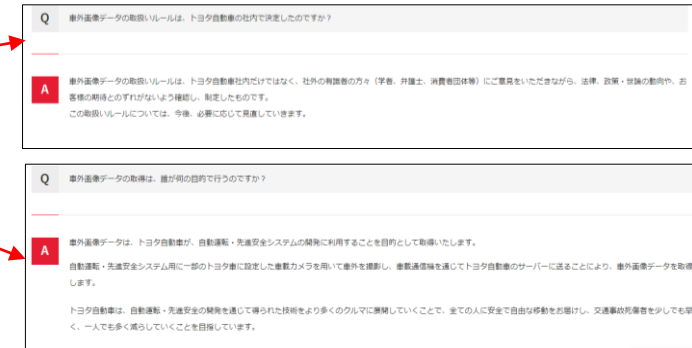 Q 車外画像データの取扱いルールは、トヨタ自動車の社内で決定したのですか？
A 車外画像データの取扱いルールは、トヨタ自動車社内だけではなく、社外の有識者の方々（学者、弁護士、消費者団体等）にご意見をいただきながら、法律、政策・世論の動向や、お
客様の期待とのずれがないよう確認し、制定したものです。
この取扱いルールについては、今後、必要に応じて見直していきます。
Q 車外画像データの取得は、誰が何の目的で行うのですか？
A 車外画像データは、トヨタ自動車が、自動運転・先進安全システムの開発に利用することを目的として取得いたします。
自動運転・先進安全システム用に一部のトヨタ車に設定した車載カメラを用いて車外を撮影し、車載通信機を通じてトヨタ自動車のサーバーに送ることにより、車外画像データを取得
します。
トヨタ自動車は、自動運転・先進安全の開発を通じて得られた技術をより多くのクルマに展開していくことで、全ての人に安全で自由な移動をお届けし、交通事故死傷者を少しでも早
く、一人でも多く減らしていくことを目指しています。